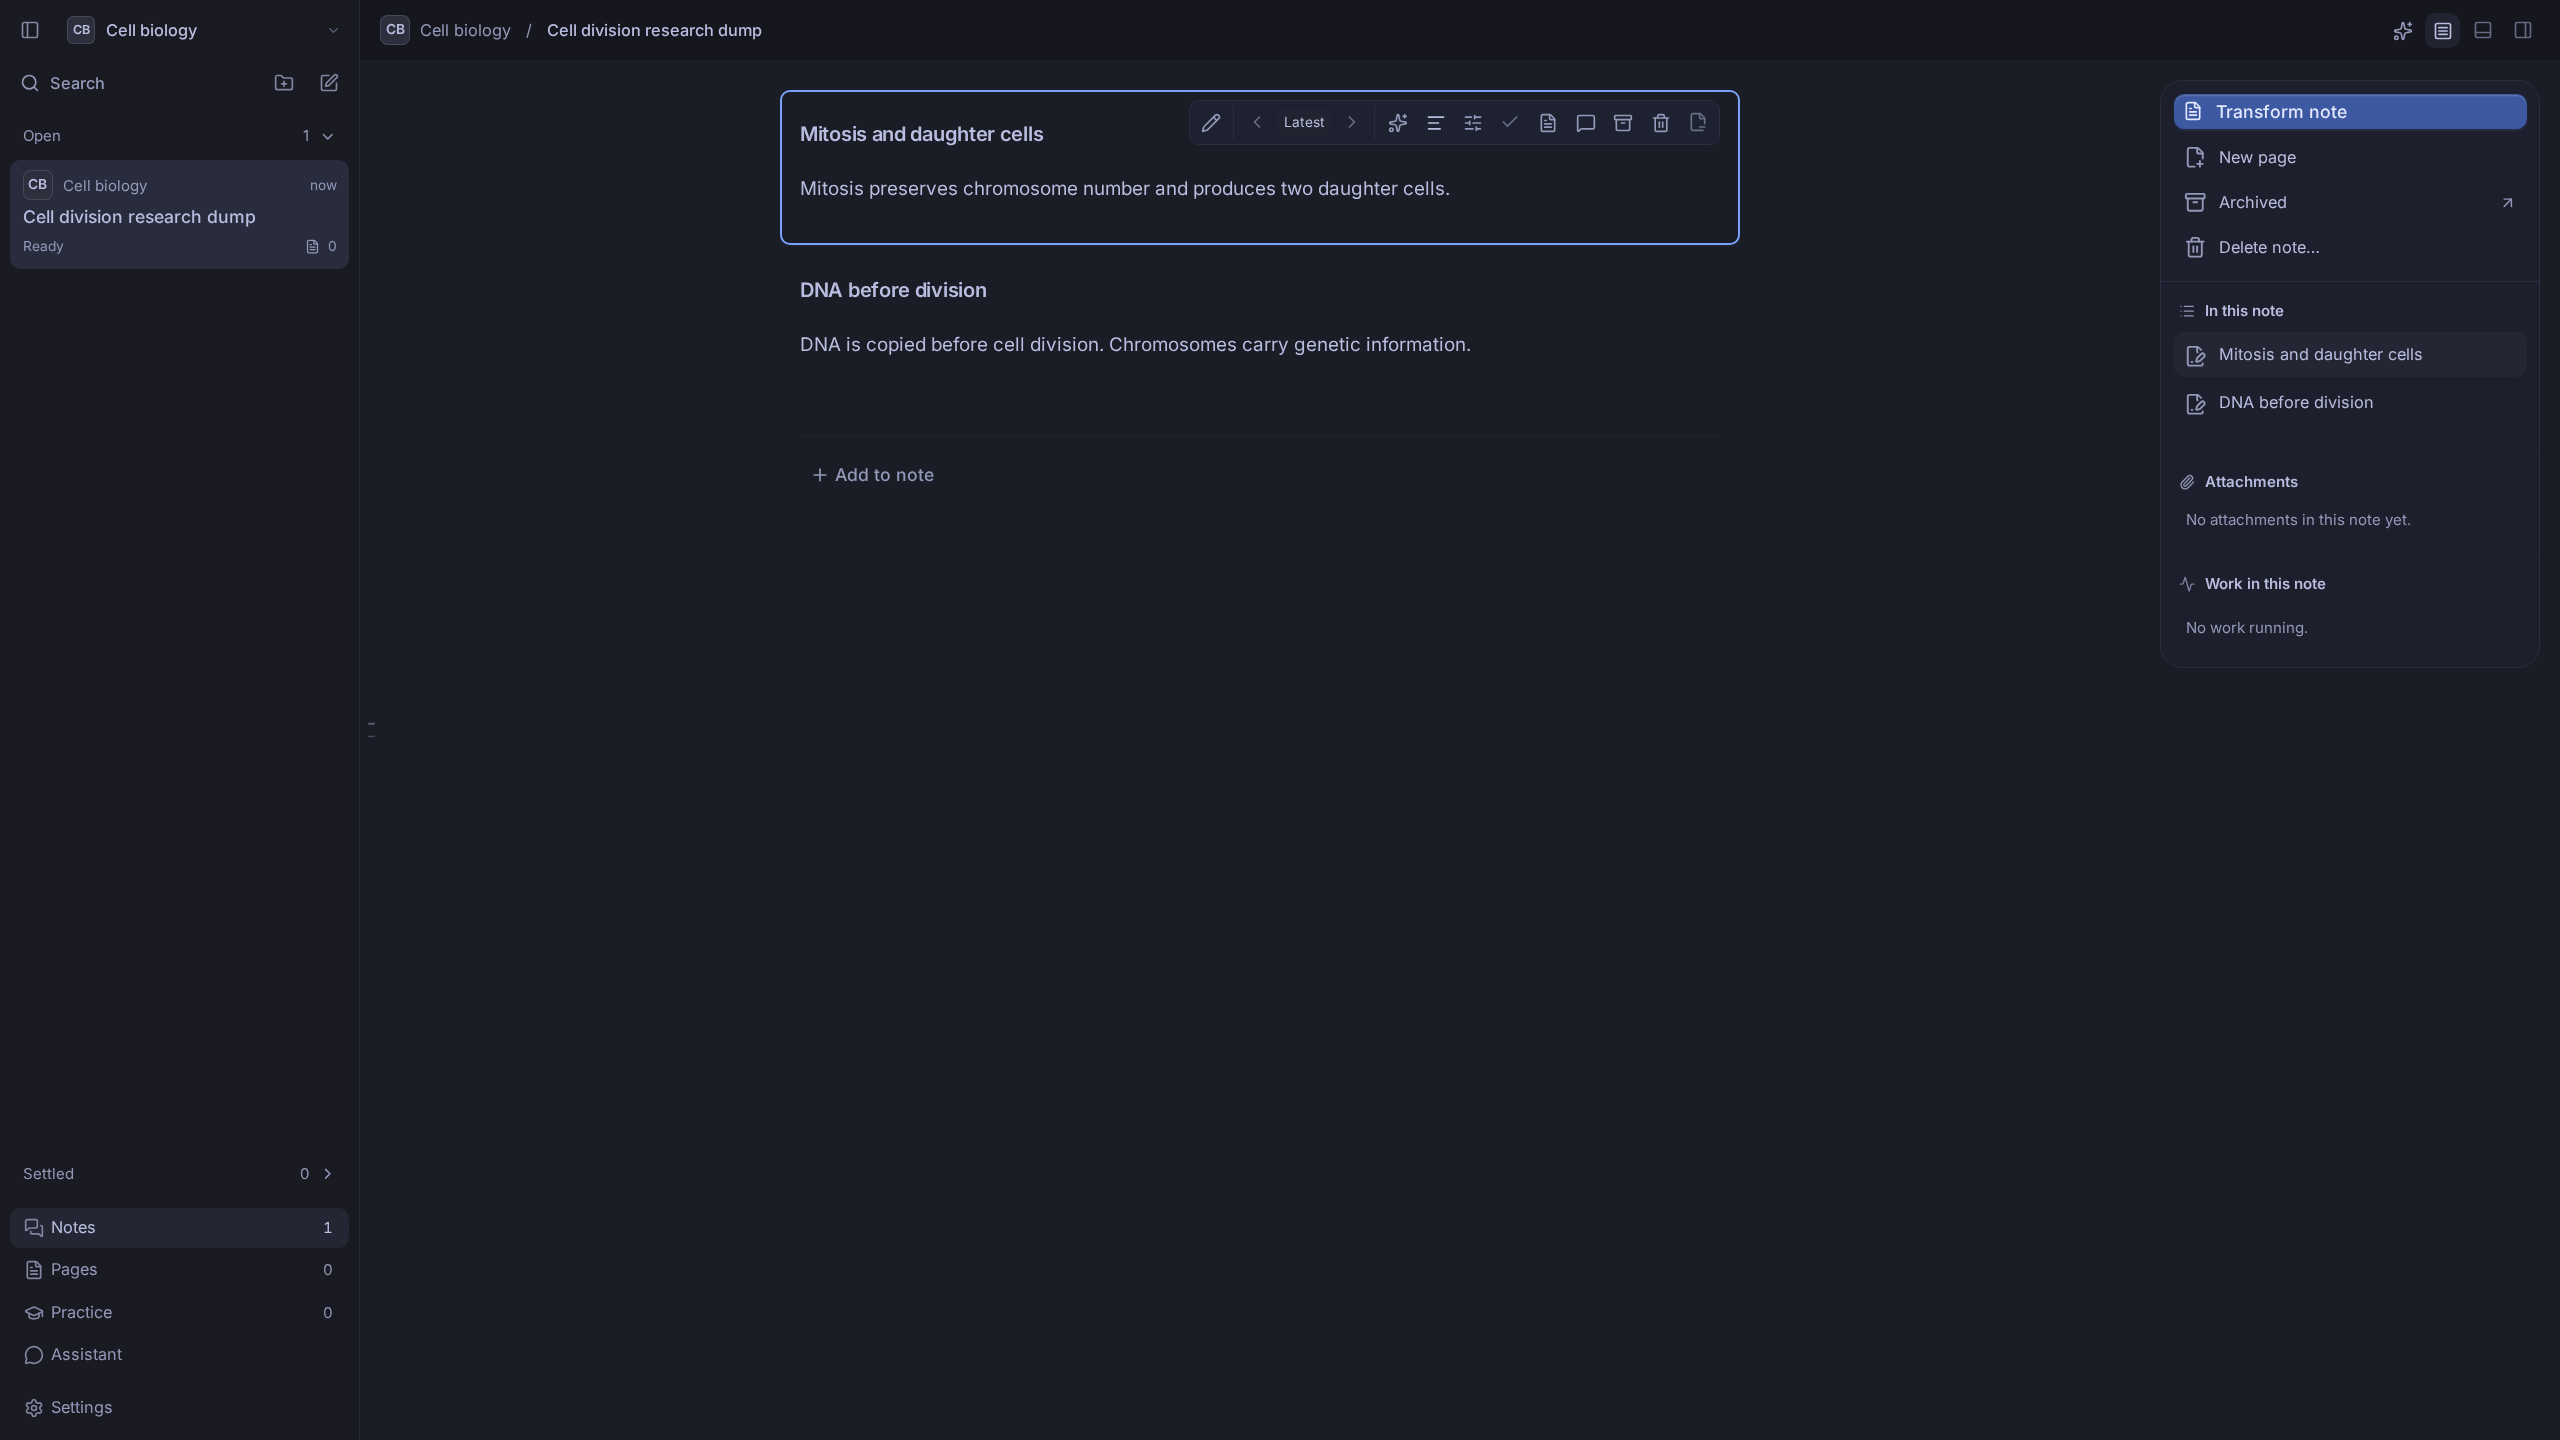 CB Cell biology
Search
Open 1
CB Cell biology now
Cell division research dump
Ready 0
Settled 0
Notes 1
Pages 0
Practice 0
Assistant
Settings
CB Cell biology / Cell division research dump
Mitosis and daughter cells
Latest
Mitosis preserves chromosome number and produces two daughter cells.
DNA before division
DNA is copied before cell division. Chromosomes carry genetic information.
Add to note
Transform note
New page
Archived
Delete note...
In this note
Mitosis and daughter cells
DNA before division
Attachments
No attachments in this note yet.
Work in this note
No work running.